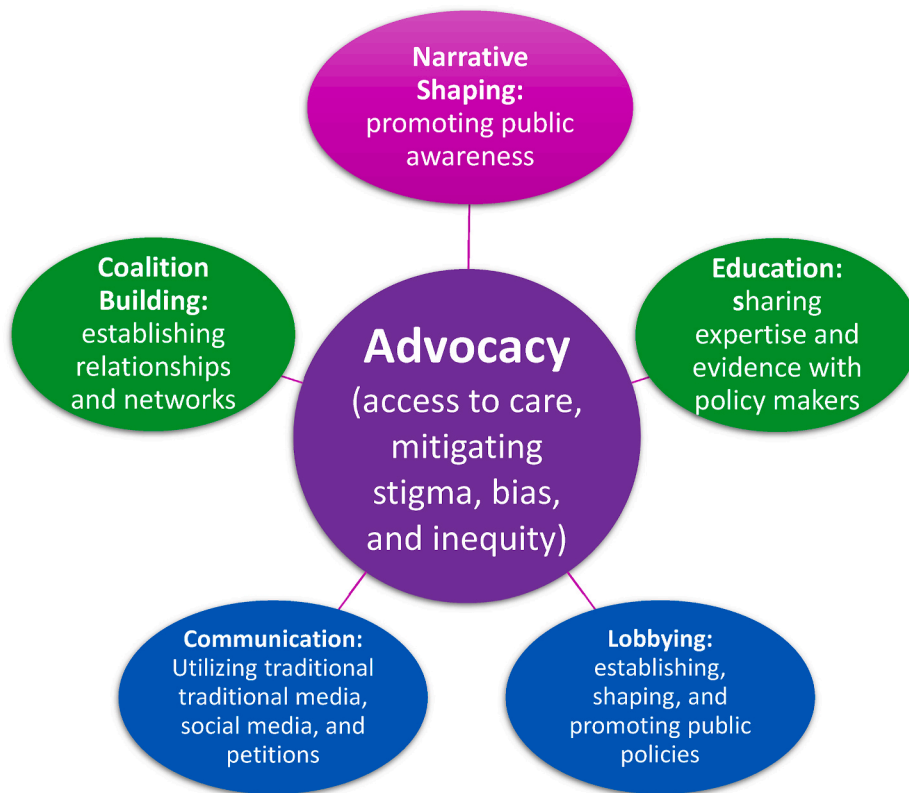 Narrative
Shaping:
promoting public
awareness
Coalition
Building:
establishing
relationships
and networks
Education:
sharing
expertise and
evidence with
policy makers
Advocacy
(access to care,
mitigating
stigma, bias,
and inequity)
Communication:
Utilizing traditional
traditional media,
social media, and
petitions
Lobbying:
establishing,
shaping, and
promoting public
policies